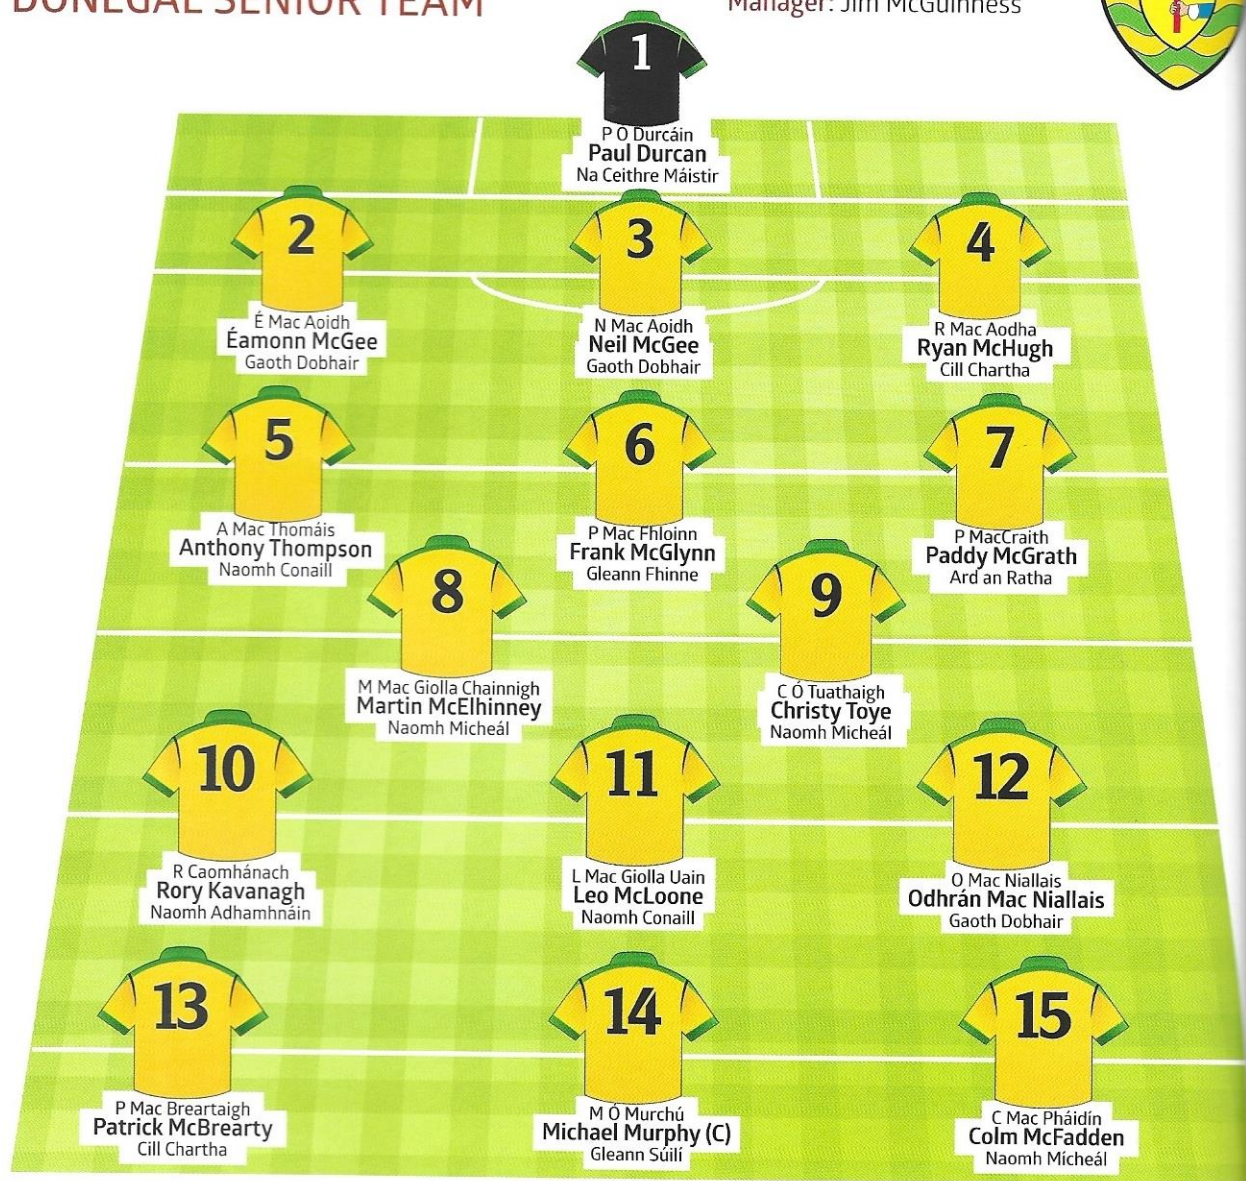 DONEGAL SENIOR TEAM
Manager: Jim McGuinness
1
P O Durcáin
Paul Durcan
Na Ceithre Máistir
2
É Mac Aoidh
Éamonn McGee
Gaoth Dobhair
3
N Mac Aoidh
Neil McGee
Gaoth Dobhair
4
R Mac Aodha
Ryan McHugh
Cill Chartha
5
A Mac Thomáis
Anthony Thompson
Naomh Conaill
6
P Mac Fhloinn
Frank McGlynn
Gleann Fhinne
7
P MacCraith
Paddy McGrath
Ard an Ratha
8
M Mac Giolla Chainnigh
Martin McElhinney
Naomh Micheál
9
C Ó Tuathaigh
Christy Toye
Naomh Micheál
10
R Caomhánach
Rory Kavanagh
Naomh Adhamhnáin
11
L Mac Giolla Uain
Leo McLoone
Naomh Conaill
12
O Mac Niallais
Odhrán Mac Niallais
Gaoth Dobhair
13
P Mac Breartaigh
Patrick McBrearty
Cill Chartha
14
M Ó Murchú
Michael Murphy (C)
Gleann Súilí
15
C Mac Pháidín
Colm McFadden
Naomh Mícheál